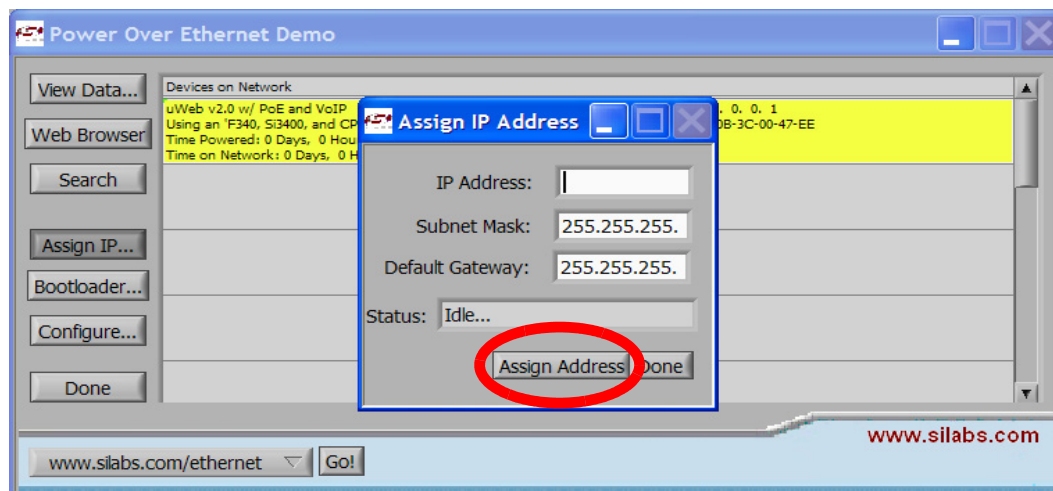 Power Over Ethernet Demo
View Data...
Web Browser
Search
Assign IP...
Bootloader...
Configure...
Done
Devices on Network
uWeb v2.0 w/ PoE and VoIP
Using an 'F340, Si3400, and CP
Time Powered: 0 Days, 0 Hou
Time on Network: 0 Days, 0 H
. 0. 0. 1
-3C-00-47-EE
Assign IP Address
IP Address:
Subnet Mask: 255.255.255.
Default Gateway: 255.255.255.
Status: Idle...
Assign Address Done
www.silabs.com
www.silabs.com/ethernet Go!